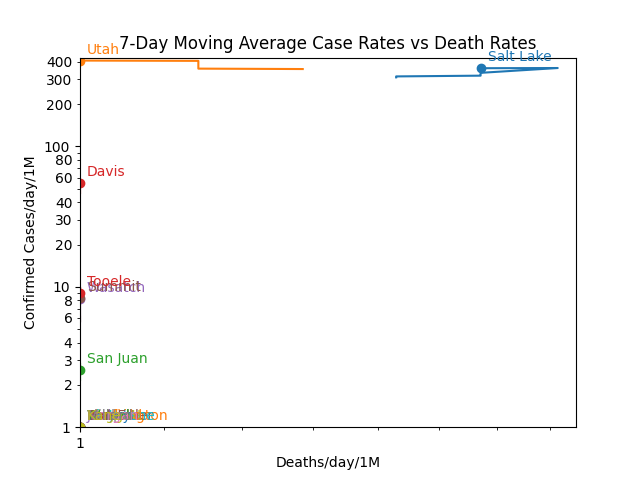 7-Day Moving Average Case Rates vs Death Rates
Utah
Salt Lake
400
300
200
100
80
60
40
30
20
10
8
6
4
3
2
1
Davis
Tooele
Wasatch
San Juan
1
Confirmed Cases/day/1M
Deaths/day/1M